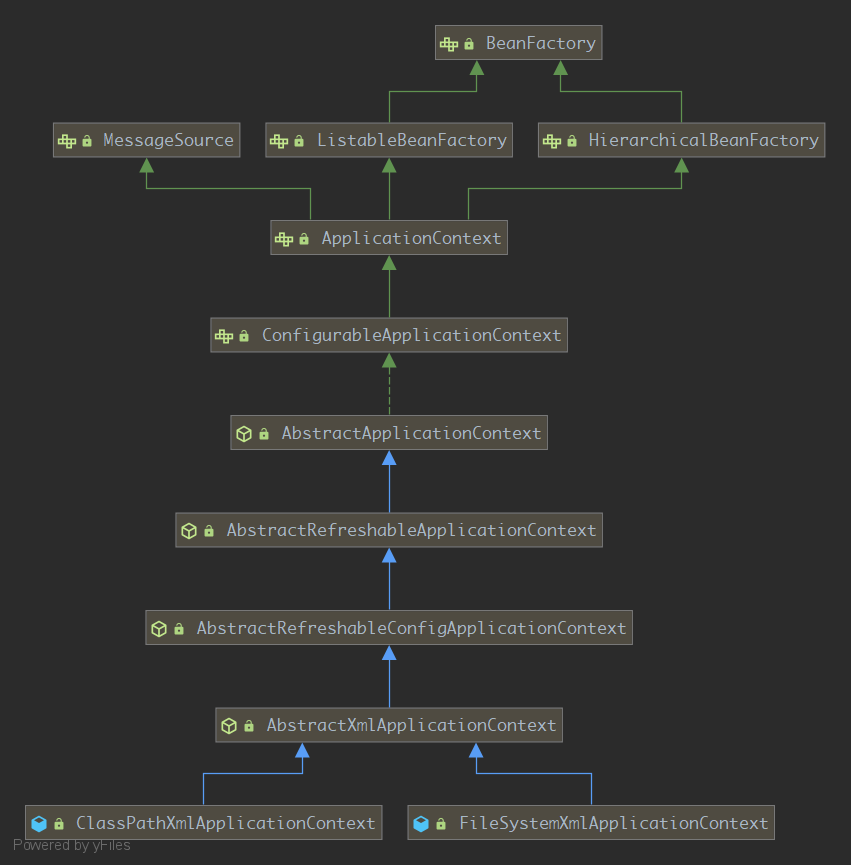 BeanFactory
MessageSource
ListableBeanFactory
HierarchicalBeanFactory
ApplicationContext
ConfigurableApplicationContext
AbstractApplicationContext
AbstractRefreshableApplicationContext
AbstractRefreshableConfigApplicationContext
AbstractXmlApplicationContext
ClassPathXmlApplicationContext
FileSystemXmlApplicationContext
Powered by yFiles